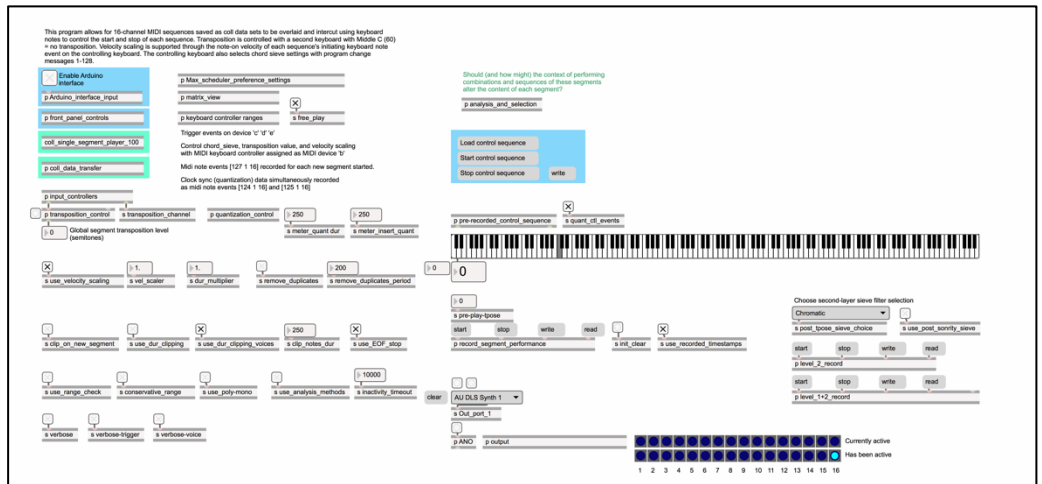 This program allows for 16-channel MIDI sequences saved as coll data sets to be overlaid and intercut using keyboard
notes to control the start and stop of each sequence. Transposition is controlled with a second keyboard with Middle C (60)
= no transposition. Velocity scaling is supported through the note-on velocity of each sequence's initiating keyboard note
event on the controlling keyboard. The controlling keyboard also selects chord sieve settings with program change
messages 1-128.
Enable Arduino
interface
p Arduino_interface_input
p front_panel_controls
coll_single_segment_player_100
p coll_data_transfer
p Max_scheduler_preference_settings
p matrix_view
p keyboard controller ranges
s free_play
Trigger events on device 'c' 'd' 'e'
Control chord_sieve, transposition value, and velocity scaling
with MIDI keyboard controller assigned as MIDI device 'b'
Midi note events [127 1 16] recorded for each new segment started.
Clock sync (quantization) data simultaneously recorded
as midi note events [124 1 16] and [125 1 16]
Should (and how might) the context of performing
combinations and sequences of these segments
alter the content of each segment?
p analysis_and_selection
Load control sequence
Start control sequence
Stop control sequence
write
p input_controllers
p transposition_control
s transposition_channel
p quantization_control
250
250
0
Global segment transposition level
(semitones)
s meter_quant dur
s meter_insert_quant
p pre-recorded_control_sequence
s quant_ctl_events
1.
1.
200
0
0
s use_velocity_scaling
s vel_scaler
s dur_multiplier
s remove_duplicates
s remove_duplicates_period
0
s pre-play-tpose
Choose second-layer sieve filter selection
Chromatic
s post_tpose_sieve_choice
s use_post_sonrity_sieve
250
start
stop
write
read
s clip_on_new_segment
s use_dur_clipping
s use_dur_clipping_voices
s clip_notes_dur
s use_EOF_stop
p record_segment_performance
s init_clear
s use_recorded_timestamps
start
stop
write
read
p level_2_record
start
stop
write
read
p level_1+2_record
10000
s use_range_check
s conservative_range
s use_poly-mono
s use_analysis_methods
s inactivity_timeout
clear
AU DLS Synth 1
s Out_port_1
s verbose
s verbose-trigger
s verbose-voice
p ANO
p output
Currently active
Has been active
1 2 3 4 5 6 7 8 9 10 11 12 13 14 15 16